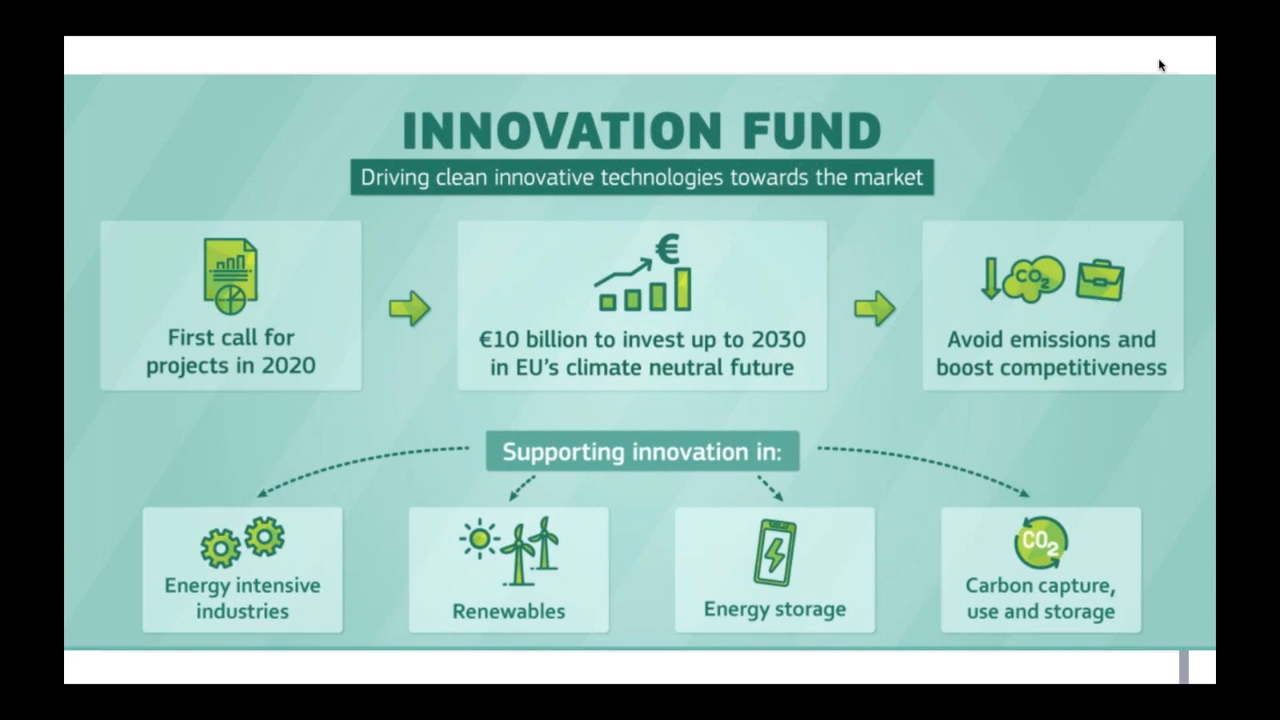 INNOVATION FUND
Driving clean innovative technologies towards the market
First call for
projects in 2020
€
€10 billion to invest up to 2030
in EU's climate neutral future
CO2
Avoid emissions and
boost competitiveness
Supporting innovation in:
Energy intensive
industries
Renewables
Energy storage
CO2
Carbon capture,
use and storage